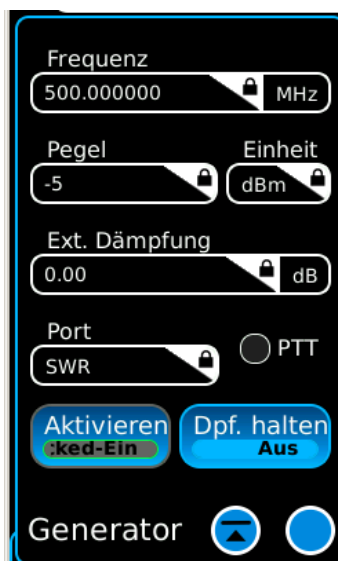 Frequenz
500.000000 MHz
Pegel Einheit
-5 dBm
Ext. Dämpfung
0.00 dB
Port
SWR PTT
Aktivieren Dpf. halten
:ked-Ein Aus
Generator